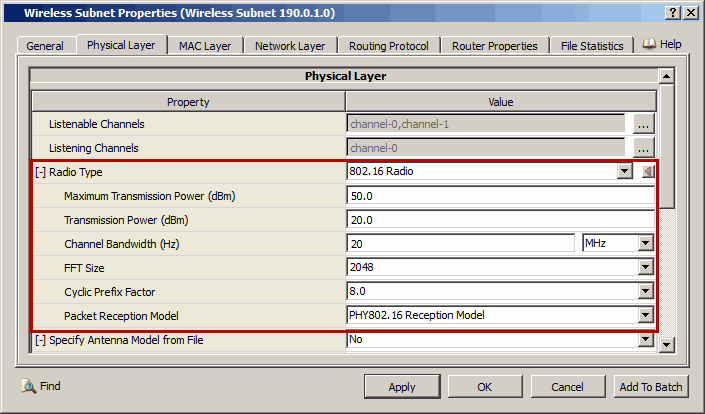 Wireless Subnet Properties (Wireless Subnet 190.0.1.0)
General Physical Layer MAC Layer Network Layer Routing Protocol Router Properties File Statistics Help
Physical Layer
Property Value
Listenable Channels channel-0,channel-1 ...
Listening Channels channel-0 ...
[-] Radio Type 802.16 Radio
Maximum Transmission Power (dBm) 50.0
Transmission Power (dBm) 20.0
Channel Bandwidth (Hz) 20 MHz
FFT Size 2048
Cyclic Prefix Factor 8.0
Packet Reception Model PHY802.16 Reception Model
[-] Specify Antenna Model from File No
Find Apply OK Cancel Add To Batch